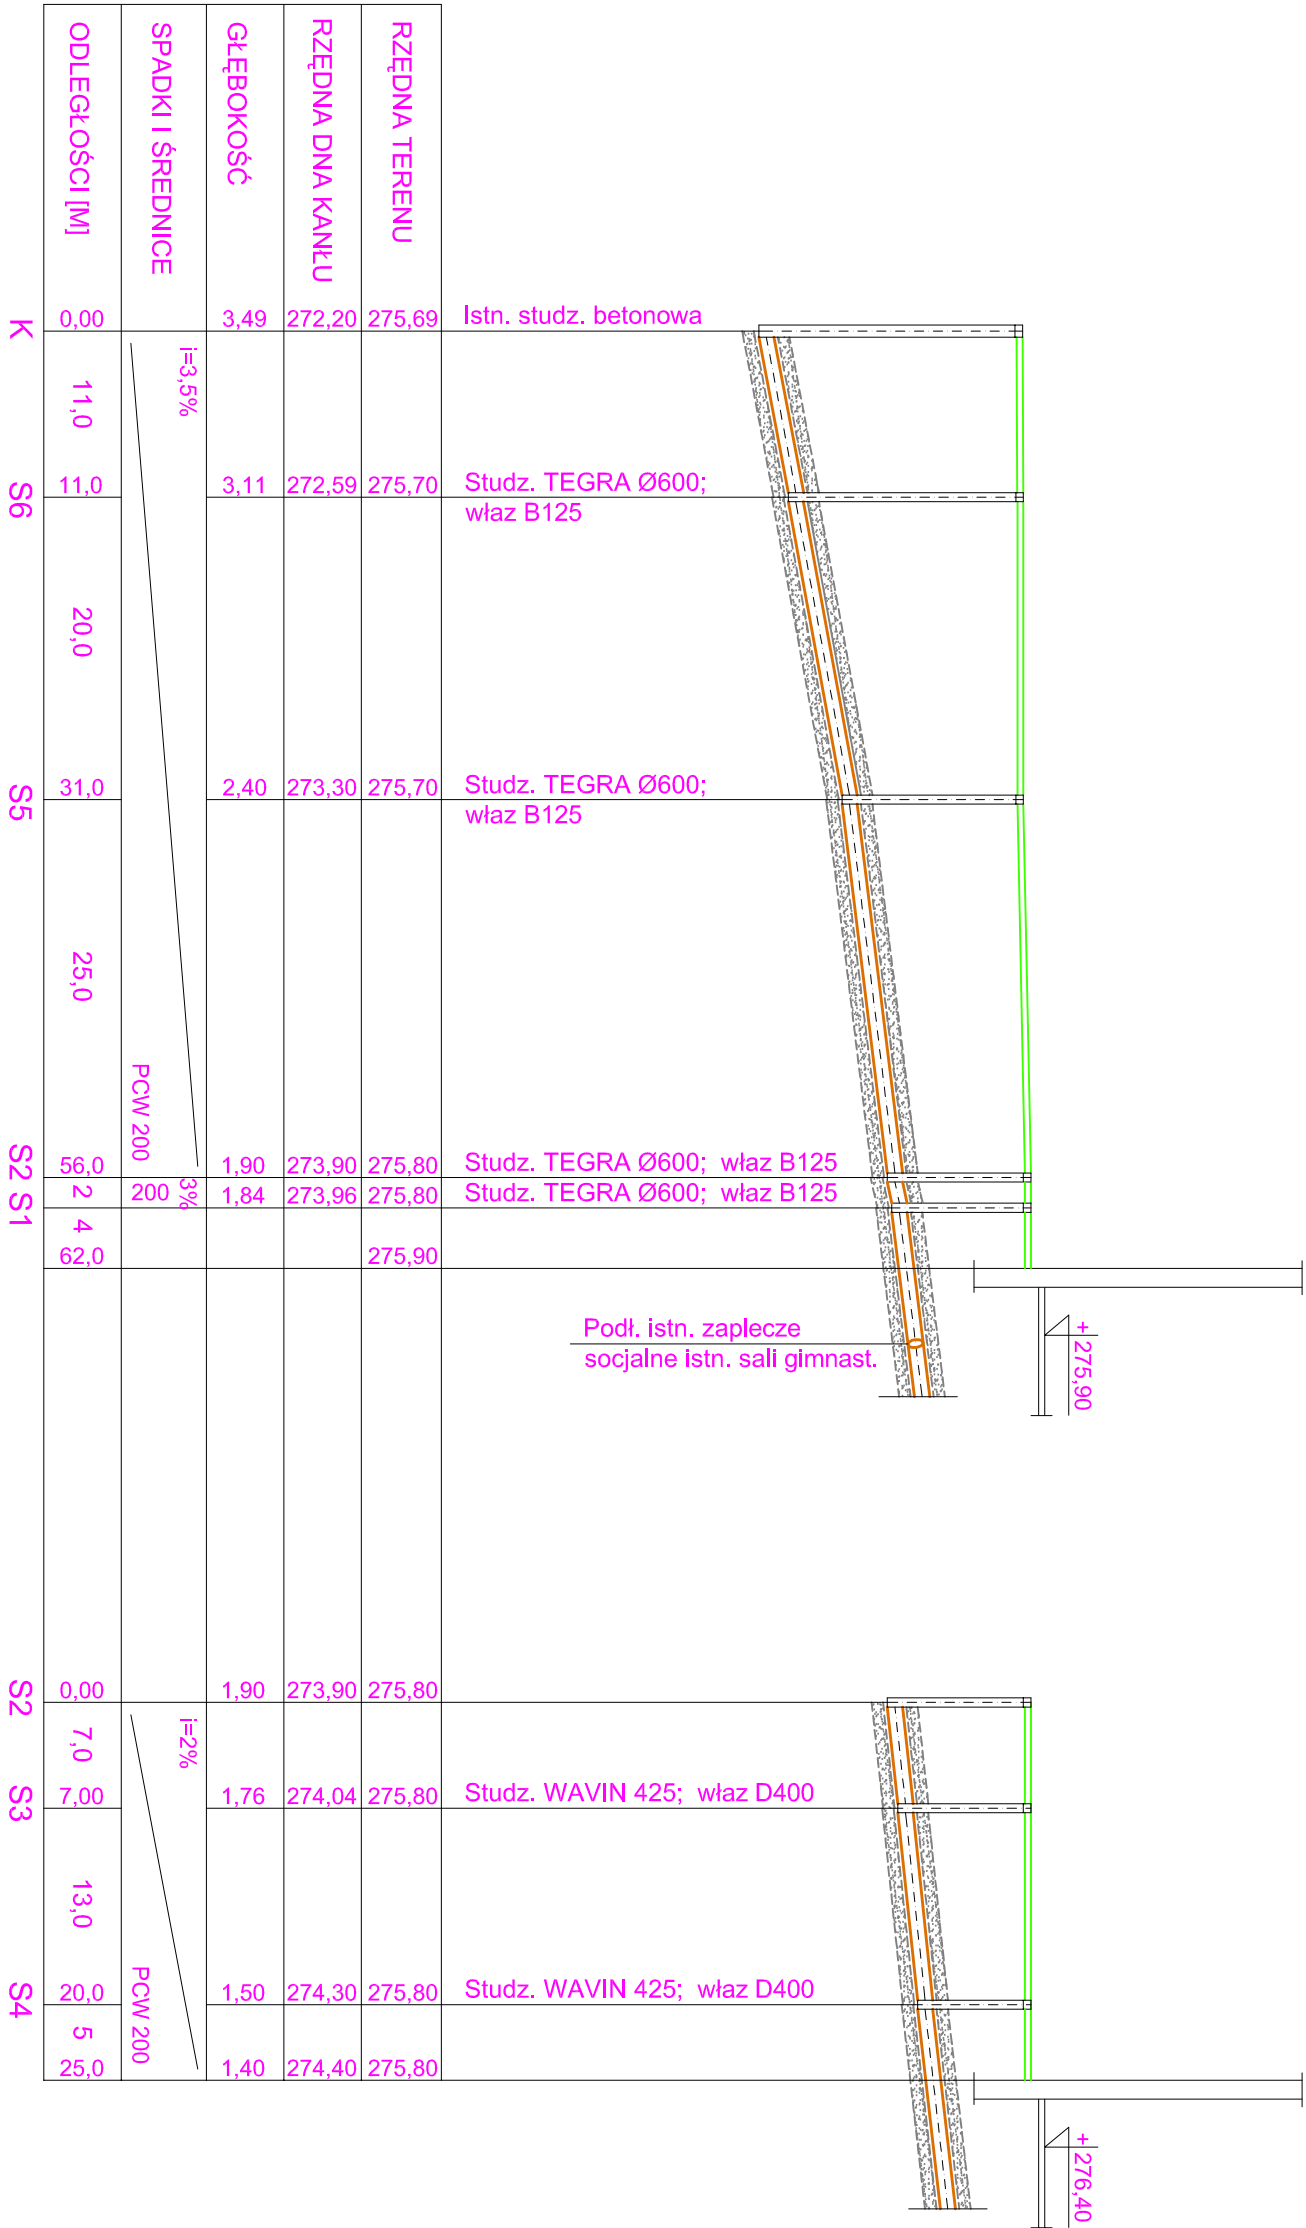 RZĘDNA TERENU
RZĘDNA DNA KANŁU
GŁĘBOKOŚĆ
SPADKI I ŚREDNICE
ODLEGŁOŚCI [M]
K
0,00
3,49
272,20
275,69
Istn. studz. betonowa
i=3,5%
11,0
S6
11,0
3,11
272,59
275,70
Studz. TEGRA Ø600;
właz B125
20,0
S5
31,0
2,40
273,30
275,70
Studz. TEGRA Ø600;
właz B125
25,0
PCW 200
S2
56,0
1,90
273,90
275,80
Studz. TEGRA Ø600; właz B125
2
200
3%
S1
1,84
273,96
275,80
Studz. TEGRA Ø600; właz B125
4
62,0
275,90
Podł. istn. zaplecze
socjalne istn. sali gimnast.
+ 275,90
S2
0,00
1,90
273,90
275,80
i=2%
7,0
S3
7,00
1,76
274,04
275,80
Studz. WAVIN 425; właz D400
13,0
PCW 200
S4
20,0
1,50
274,30
275,80
Studz. WAVIN 425; właz D400
5
25,0
1,40
274,40
275,80
+ 276,40